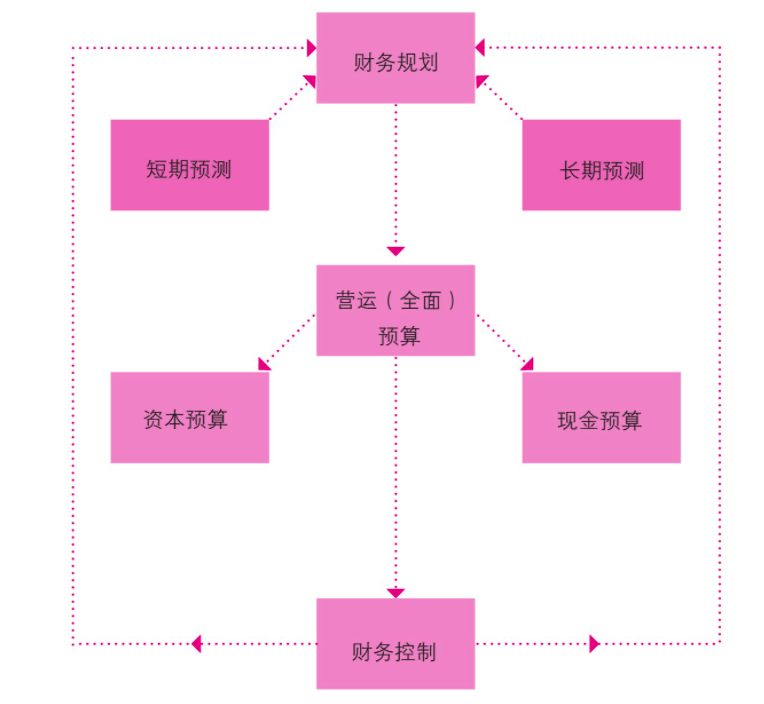 财务规划
短期预测
长期预测
营运（全面）
预算
资本预算
现金预算
财务控制